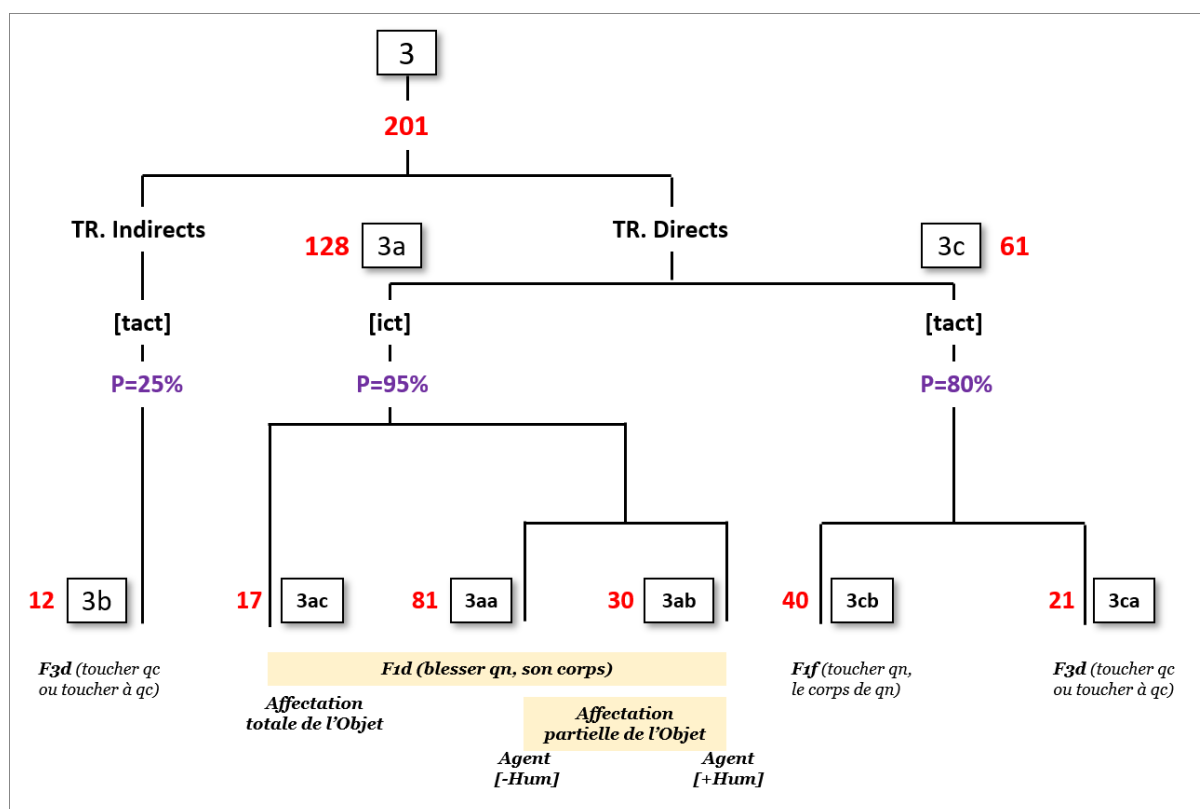 3
201
TR. Indirects
128
3a
TR. Directs
3c
61
[tact]
[ict]
[tact]
P=25%
P=95%
P=80%
12
3b
17
3ac
81
3aa
30
3ab
40
3cb
21
3ca
F3d (toucher qc
ou toucher à qc)
F1d (blesser qn, son corps)
F1f (toucher qn,
le corps de qn)
F3d (toucher qc
ou toucher à qc)
Affectation
totale de l'Objet
Affectation
partielle de l'Objet
Agent
[-Hum]
Agent
[+Hum]